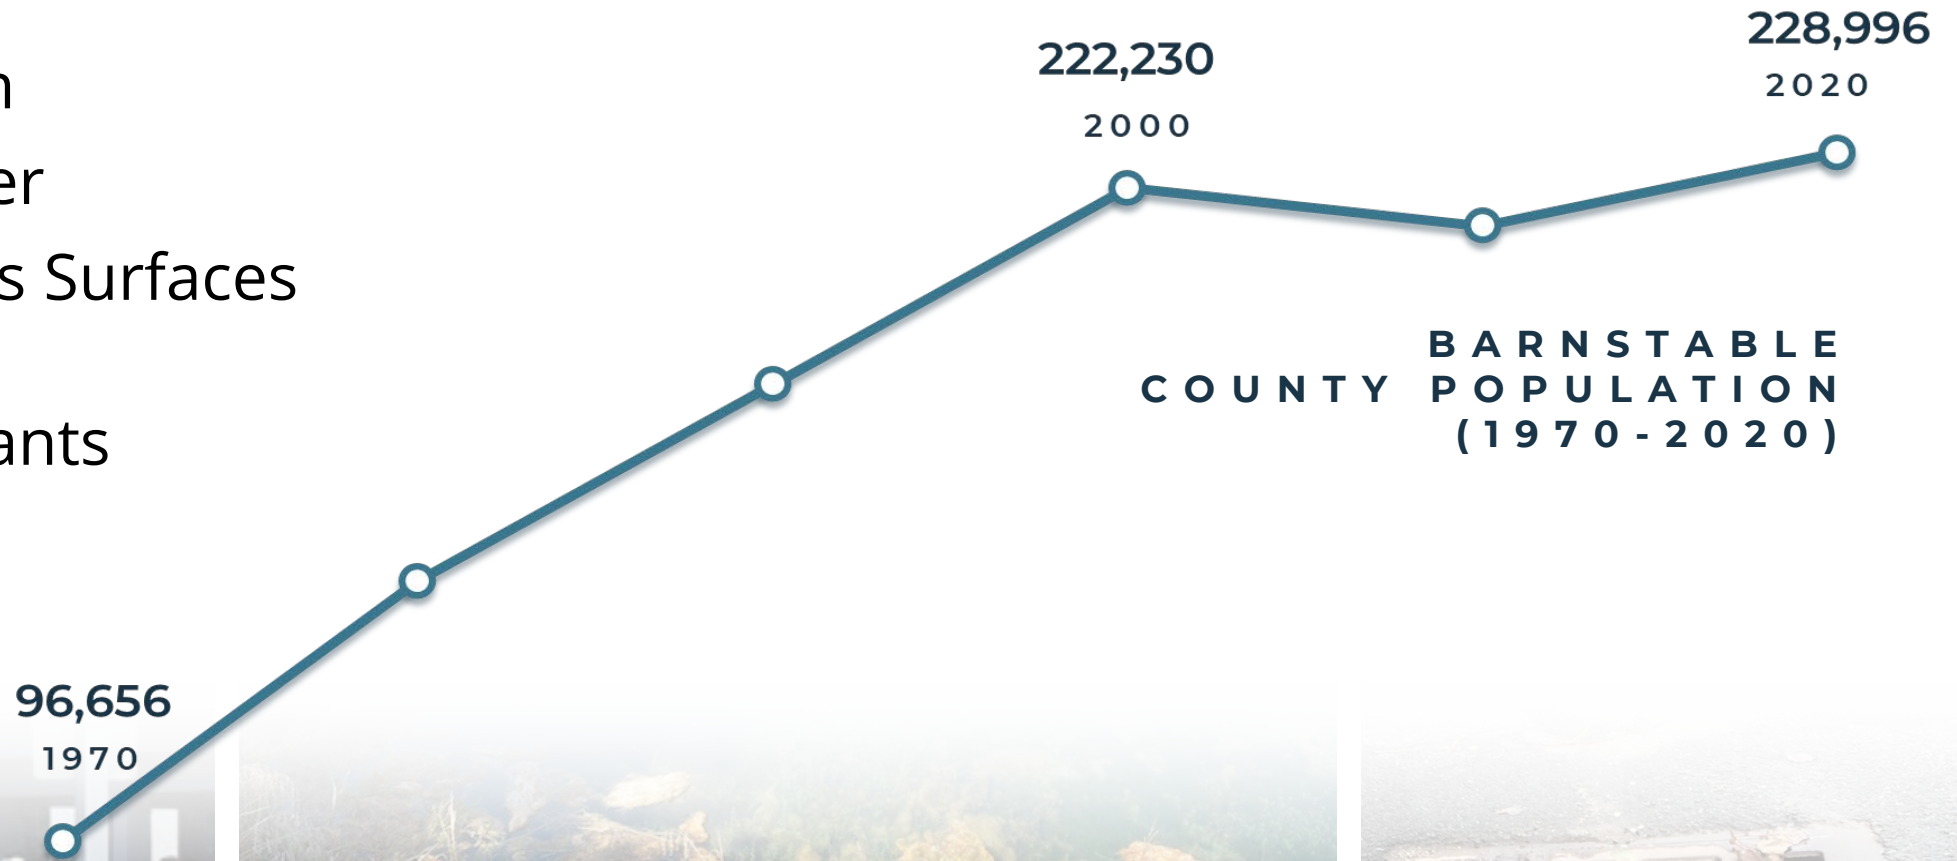 222,230
2000
228,996
2020
s Surfaces
BARNSTABLE
COUNTY POPULATION
(1970-2020)
96,656
1970